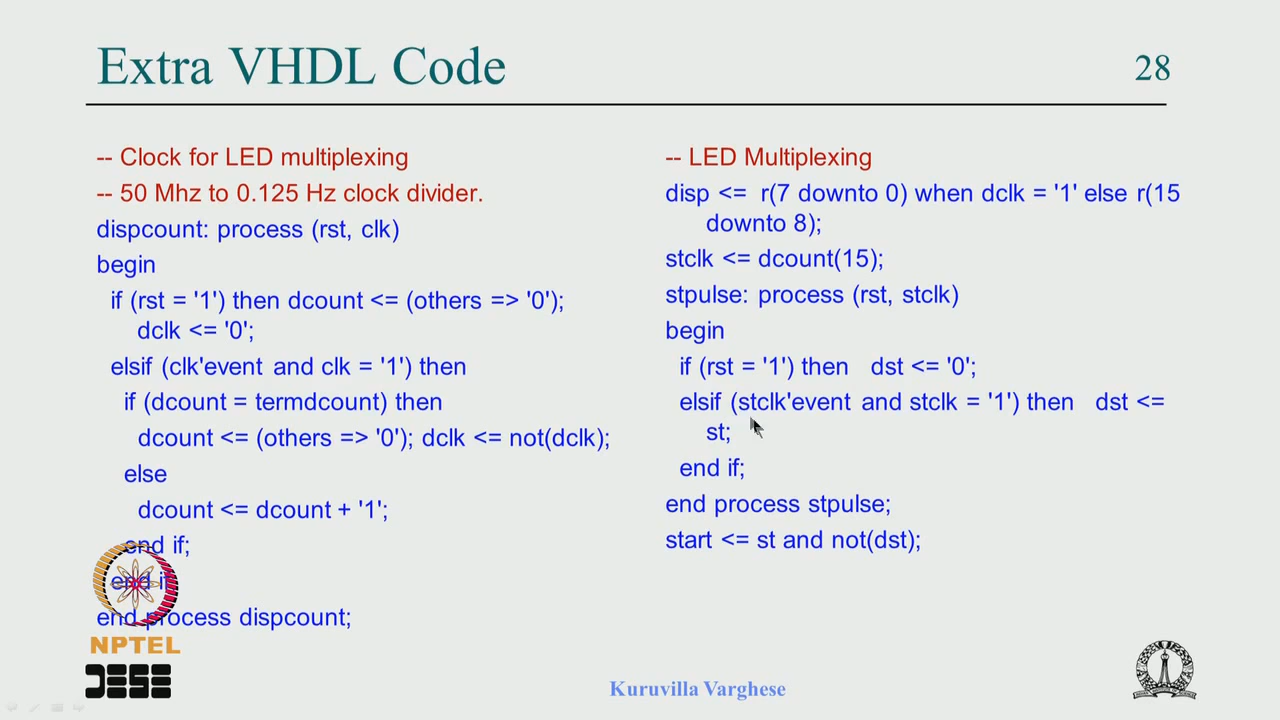 Extra VHDL Code
28
-- Clock for LED multiplexing
-- 50 Mhz to 0.125 Hz clock divider.
dispcount: process (rst, clk)
begin
if (rst = '1') then dcount <= (others => '0');
dclk <= '0';
elsif (clk'event and clk = '1') then
if (dcount = termdcount) then
dcount <= (others => '0'); dclk <= not(dclk);
else
dcount <= dcount + '1';
end if;
end if;
end process dispcount;
-- LED Multiplexing
disp <= r(7 downto 0) when dclk = '1' else r(15
downto 8);
stclk <= dcount(15);
stpulse: process (rst, stclk)
begin
if (rst = '1') then dst <= '0';
elsif (stclk'event and stclk = '1') then dst <=
st;
end if;
end process stpulse;
start <= st and not(dst);
NPTEL
DESE
Kuruvilla Varghese